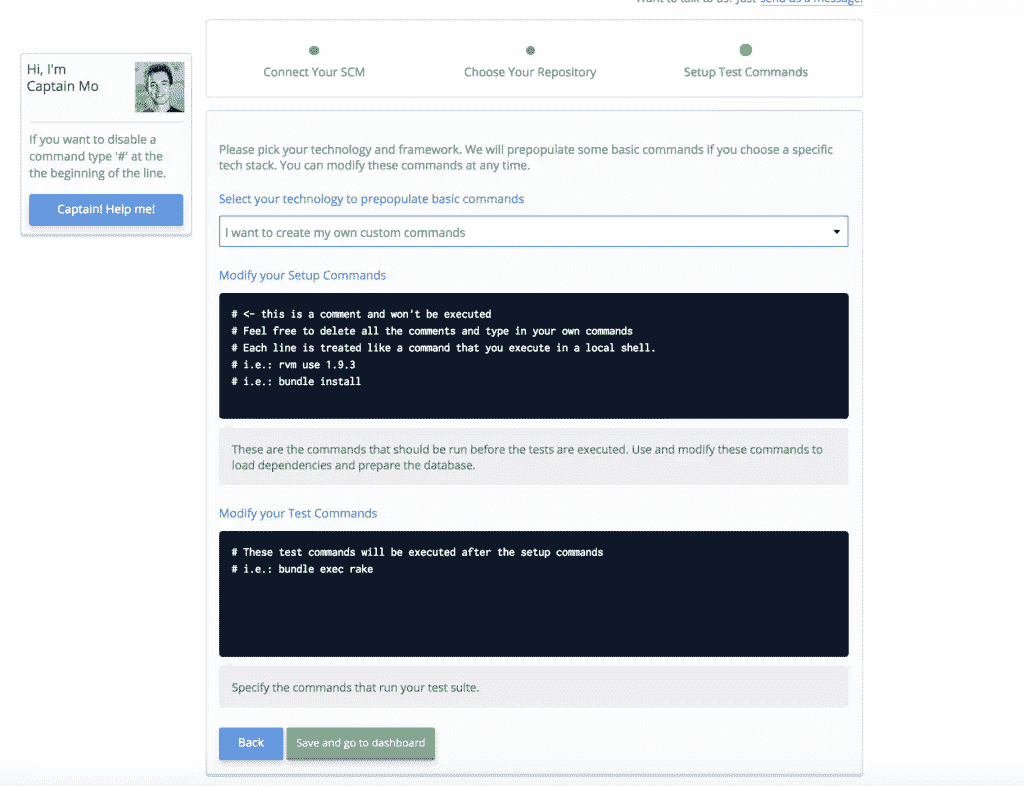 Want to talk to us? Just send us a message.
Connect Your SCM
Choose Your Repository
Setup Test Commands
Hi, I'm
Captain Mo
If you want to disable a
command type '#' at the
the beginning of the line.
Captain! Help me!
Please pick your technology and framework. We will prepopulate some basic commands if you choose a specific
tech stack. You can modify these commands at any time.
Select your technology to prepopulate basic commands
I want to create my own custom commands
Modify your Setup Commands
# <- this is a comment and won't be executed
# Feel free to delete all the comments and type in your own commands
# Each line is treated like a command that you execute in a local shell.
# i.e.: rvm use 1.9.3
# i.e.: bundle install
These are the commands that should be run before the tests are executed. Use and modify these commands to
load dependencies and prepare the database.
Modify your Test Commands
# These test commands will be executed after the setup commands
# i.e.: bundle exec rake
Specify the commands that run your test suite.
Back
Save and go to dashboard